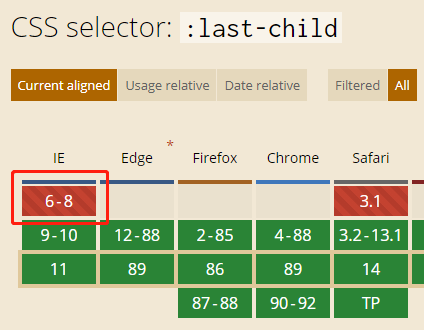 CSS selector: :last-child
Current aligned Usage relative Date relative Filtered All
IE Edge * Firefox Chrome Safari
6-8 3.1
9-10 12-88 2-85 4-88 3.2-13.1
11 89 86 89 14
87-88 90-92 TP